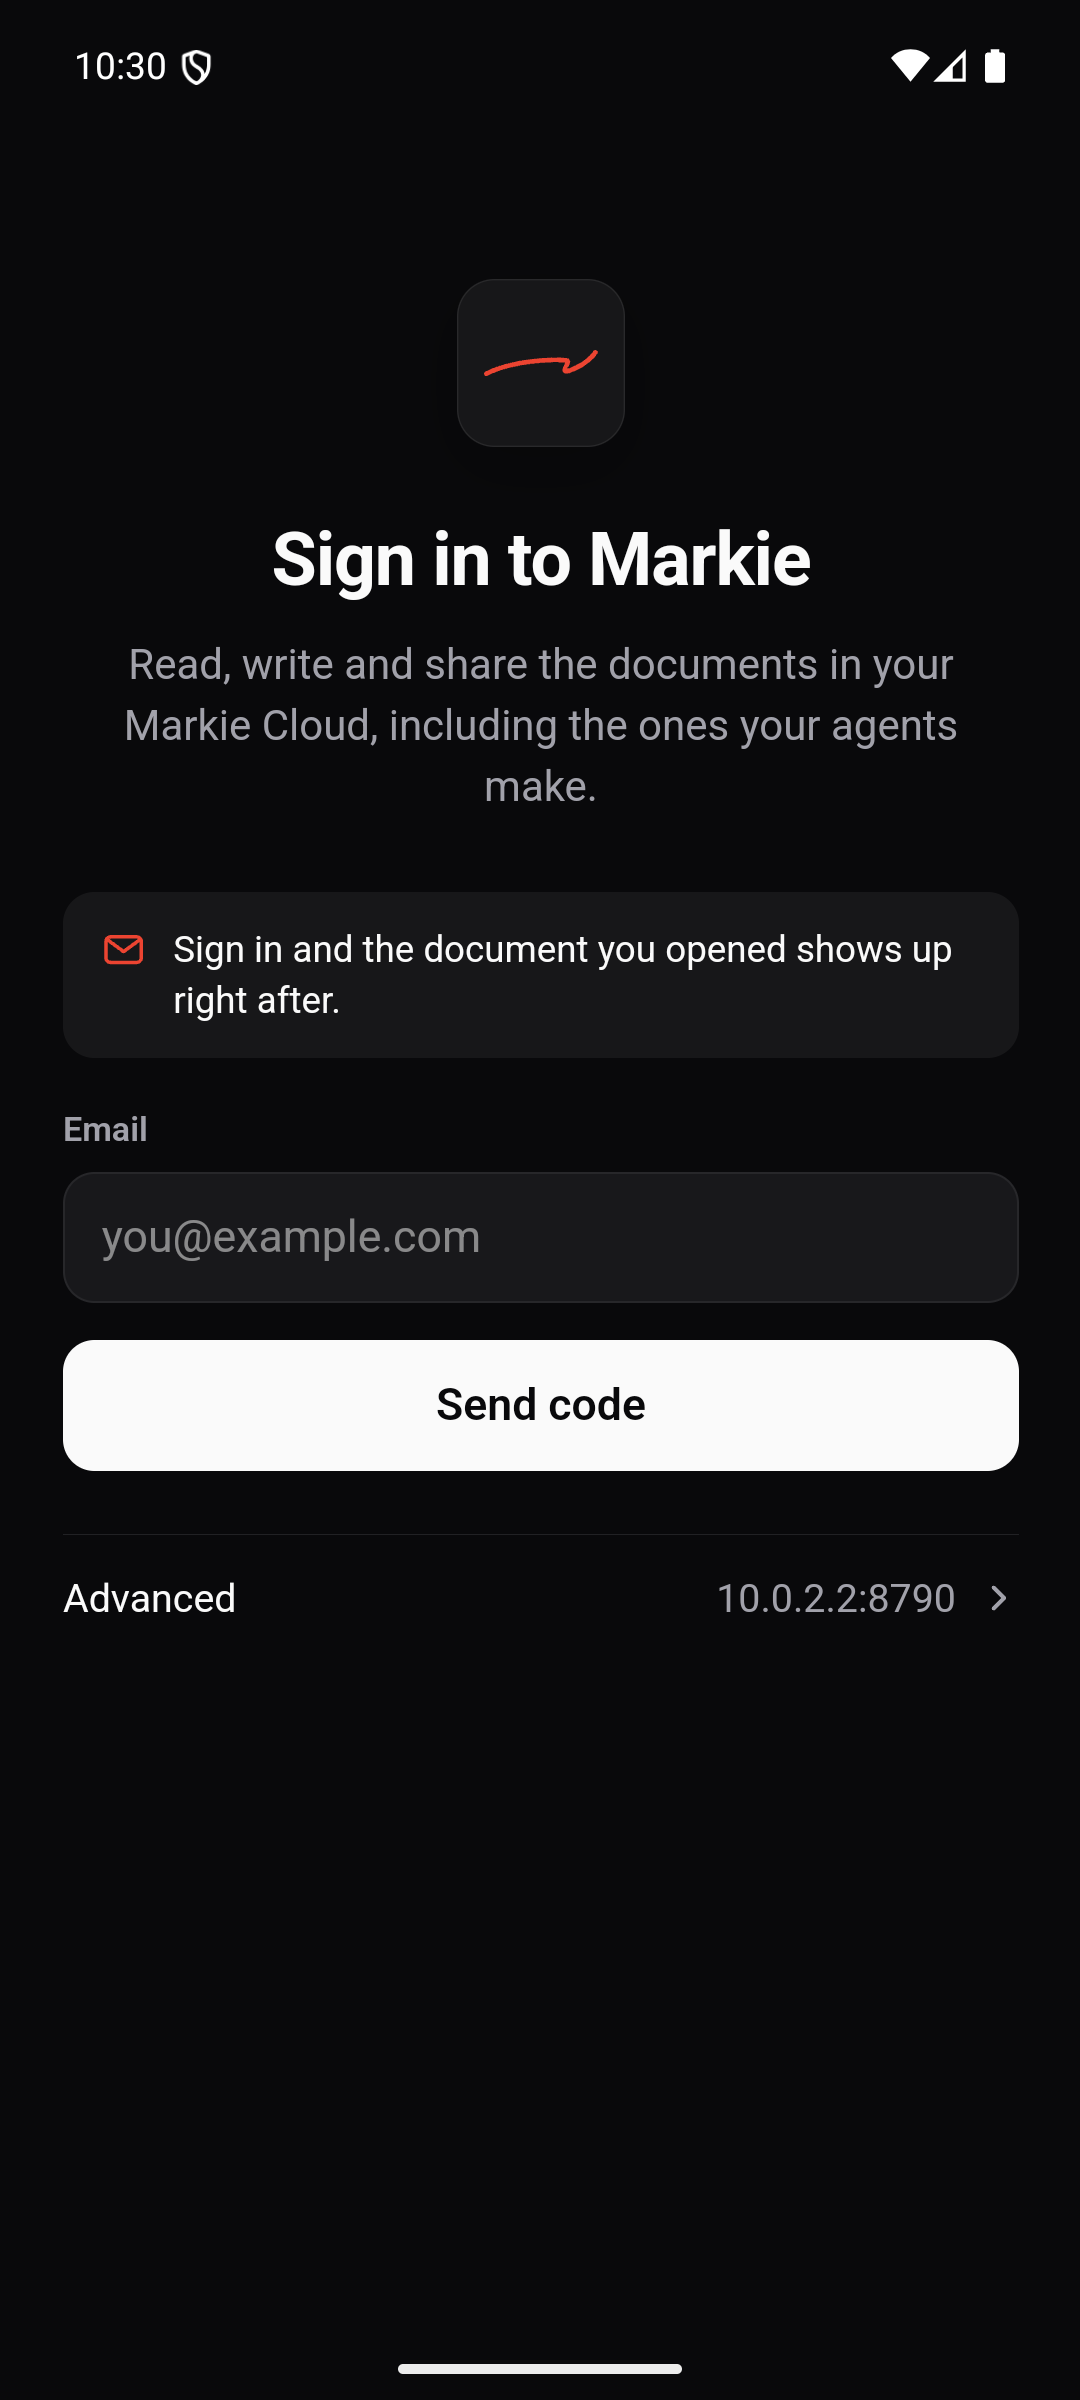 10:30
Sign in to Markie
Read, write and share the documents in your
Markie Cloud, including the ones your agents
make.
Sign in and the document you opened shows up
right after.
Email
you@example.com
Send code
Advanced 10.0.2.2:8790